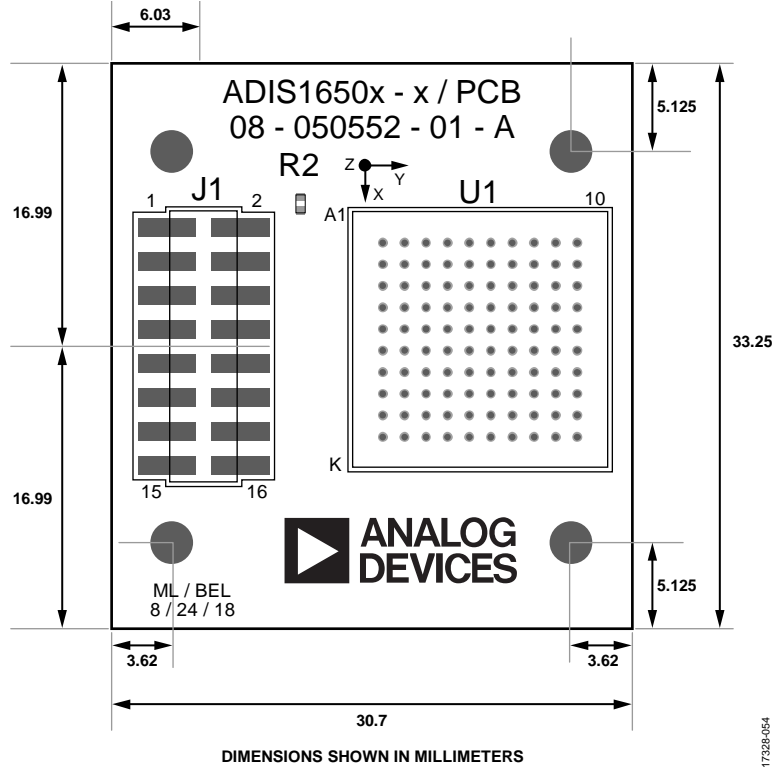 6.03
ADIS1650x - x / PCB
08 - 050552 - 01 - A
5.125
R2
Z
Y
X
J1
U1
1
2
A1
10
16.99
33.25
K
15
16
16.99
ANALOG
DEVICES
ML / BEL
8 / 24 / 18
5.125
3.62
3.62
30.7
DIMENSIONS SHOWN IN MILLIMETERS
17328-054